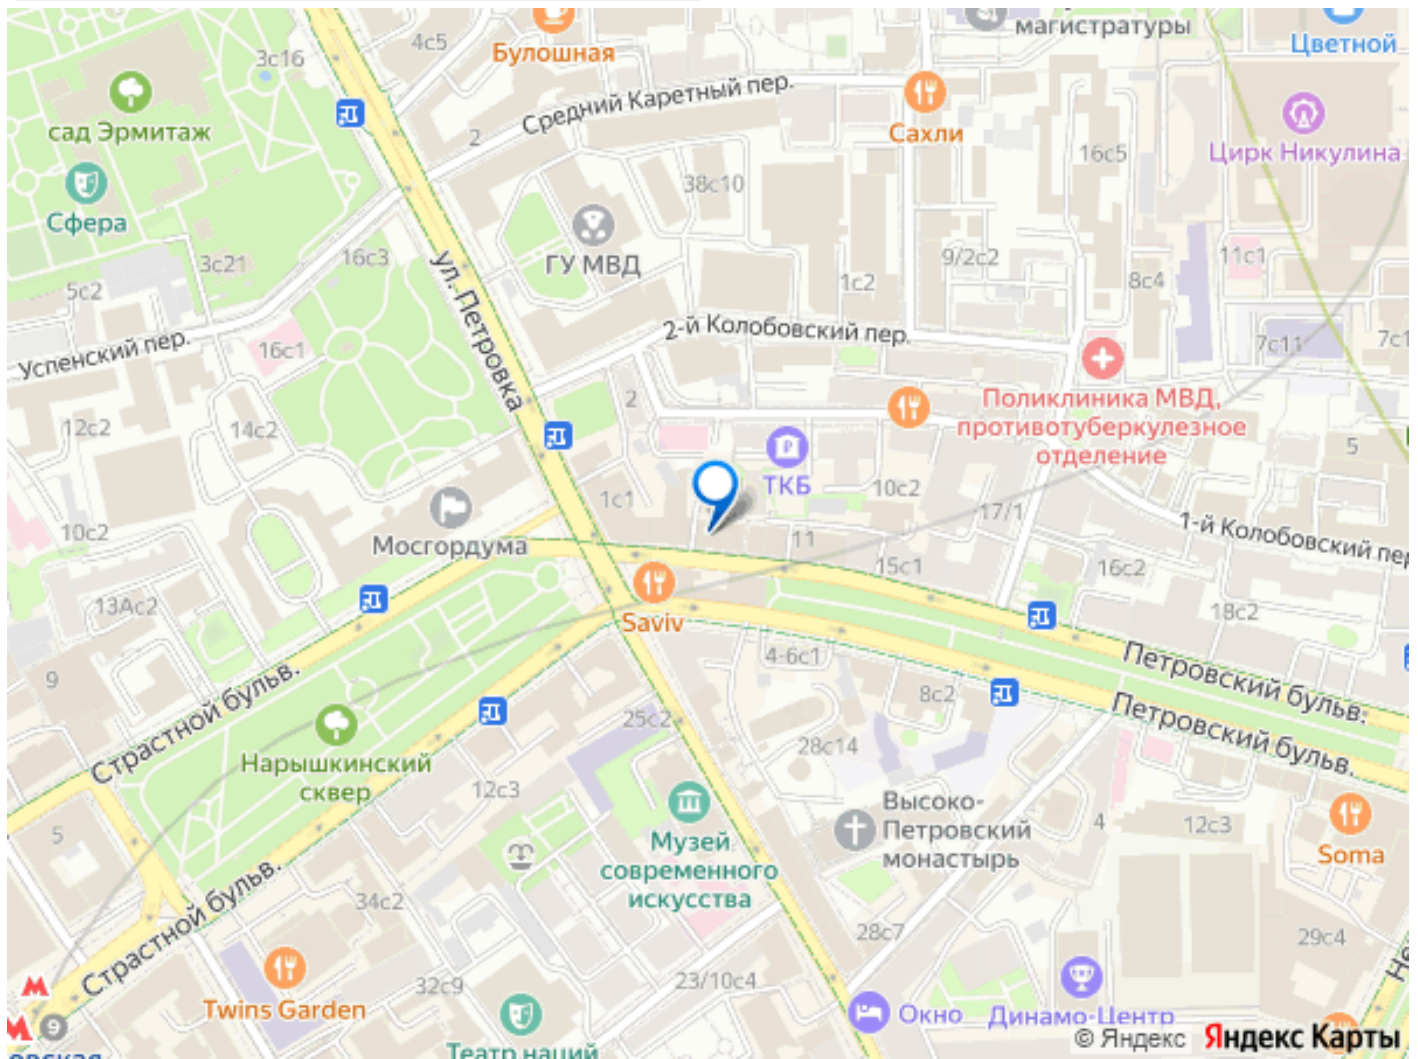 магистратуры
Цветной
4с5
3с16
Булошная
сад Эрмитаж
Средний Каретный пер.
2
Сахли
Цирк Никулина
16с5
38с10
Сфера
ГУ МВД
3с21
16с3
5с2
9/2с2
11с1
1с2
8с4
ул. Петровка
2-й Колобовский пер.
Успенский пер.
16с1
7с11
2
Поликлиника МВД,
противотуберкулезное
отделение
12с2
14с2
5
ТКБ
10с2
1с1
17/1
10с2
Мосгордума
11
1-й Колобовский пер
15с1
16с2
13Ас2
18с2
Saviv
4-6с1
Петровский бульв.
9
Страстной бульв.
8с2
Петровский бульв.
25с2
28с14
Нарышкинский
сквер
12с3
Высоко-
Петровский
монастырь
5
4
12с3
Музей
современного
искусства
Soma
Страстной бульв.
34с2
28с7
29с4
23/10с4
32с9
Twins Garden
Окно
Динамо-Центр
9
Театр наций
© Яндекс
Яндекс Карты